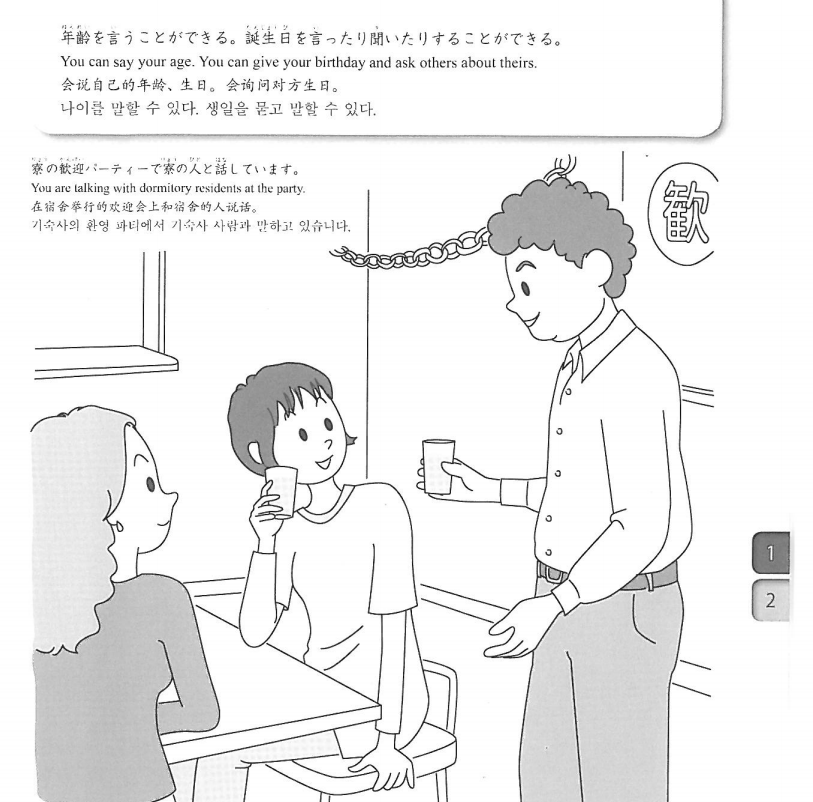 年齢を言うことができる。誕生日を言ったり聞いたりすることができる。
You can say your age. You can give your birthday and ask others about theirs.
会说自己的年龄、生日。会询问对方生日。
나이를 말할 수 있다. 생일을 묻고 말할 수 있다.
寮の歓迎パーティーで寮の人と話しています。
You are talking with dormitory residents at the party.
在宿舍举行的欢迎会上和宿舍的人说话。
기숙사의 환영 파티에서 기숙사 사람과 말하고 있습니다.
歓
1
2